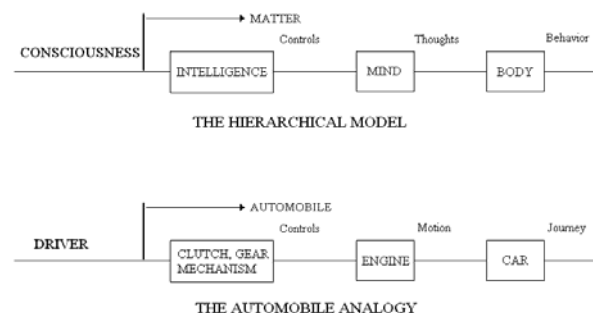 MATTER
Controls Thoughts Behavior
CONSCIOUSNESS
INTELLIGENCE MIND BODY
THE HIERARCHICAL MODEL
AUTOMOBILE
Controls Motion Journey
DRIVER
CLUTCH, GEAR
MECHANISM
ENGINE CAR
THE AUTOMOBILE ANALOGY